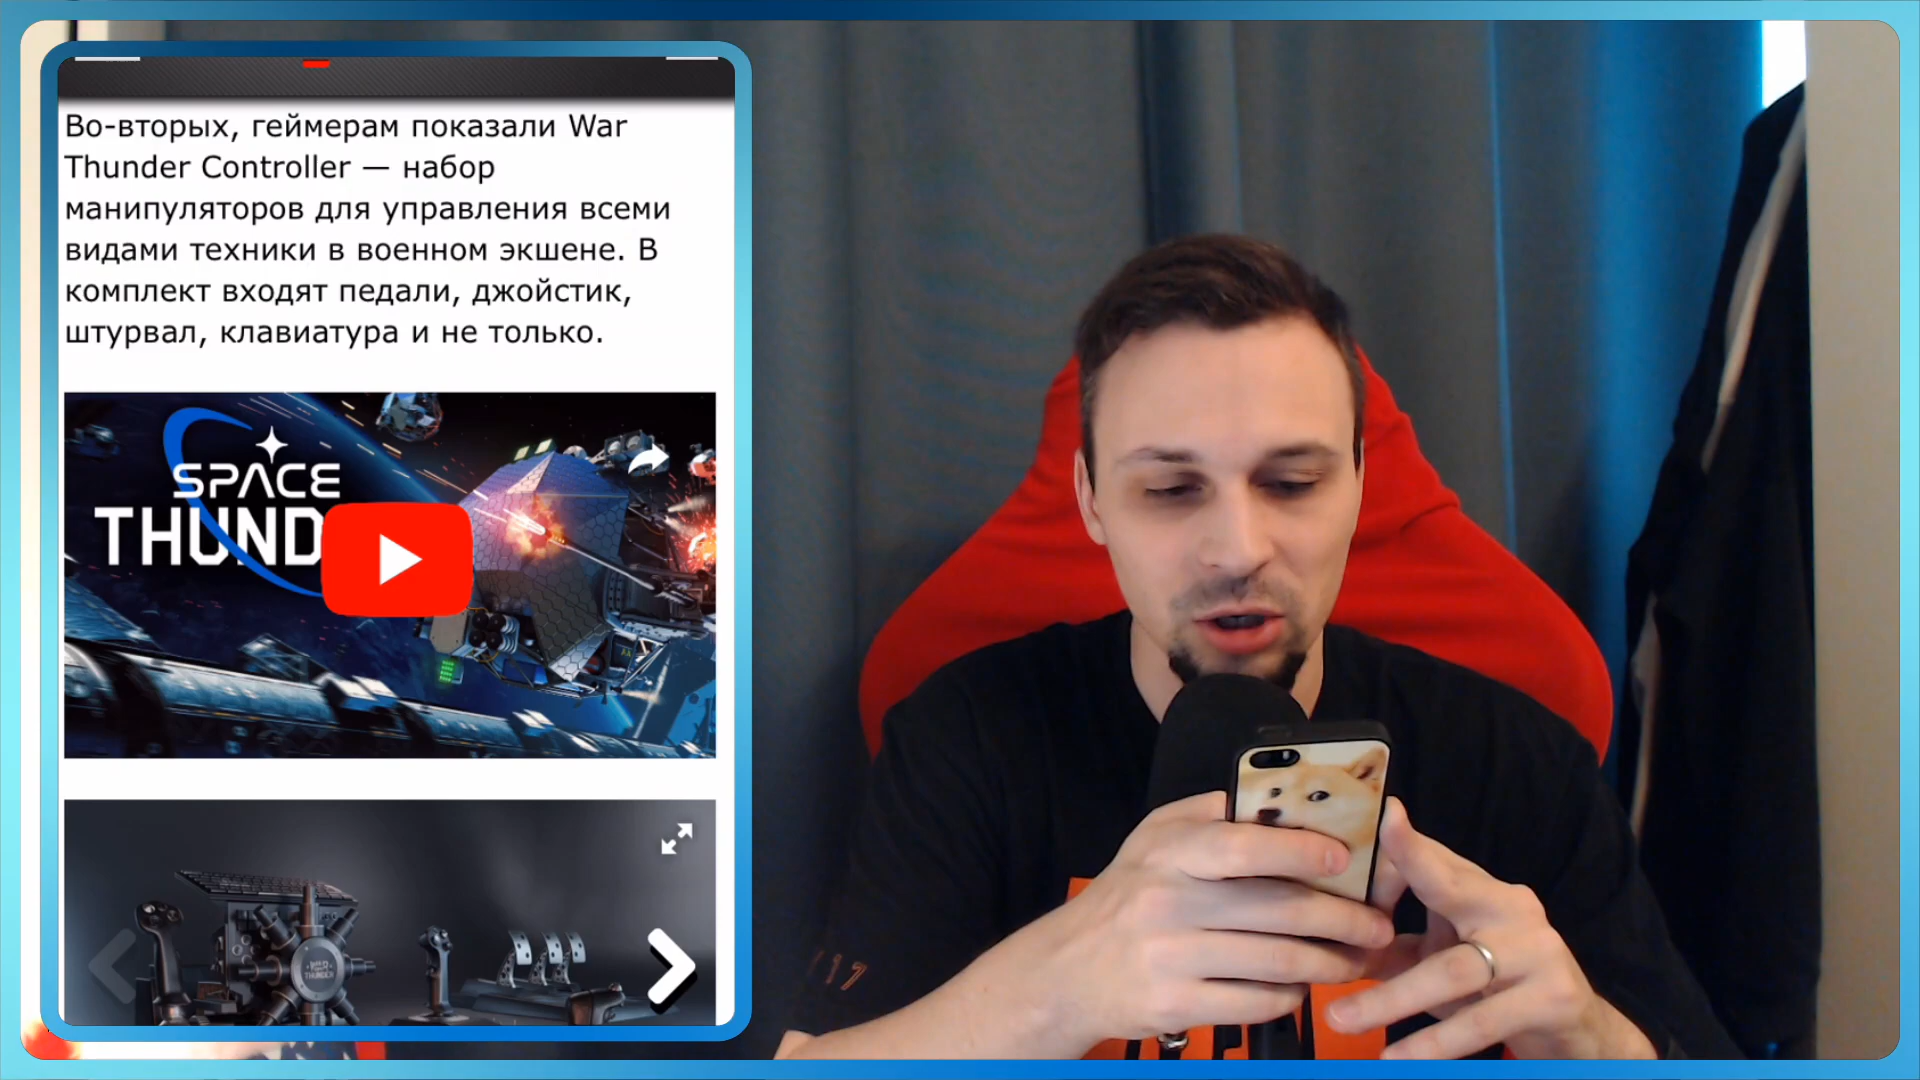 Во-вторых, геймерам показали War
Thunder Controller — набор
манипуляторов для управления всеми
видами техники в военном экшене. В
комплект входят педали, джойстик,
штурвал, клавиатура и не только.
SPACE
THUND
THUNDER